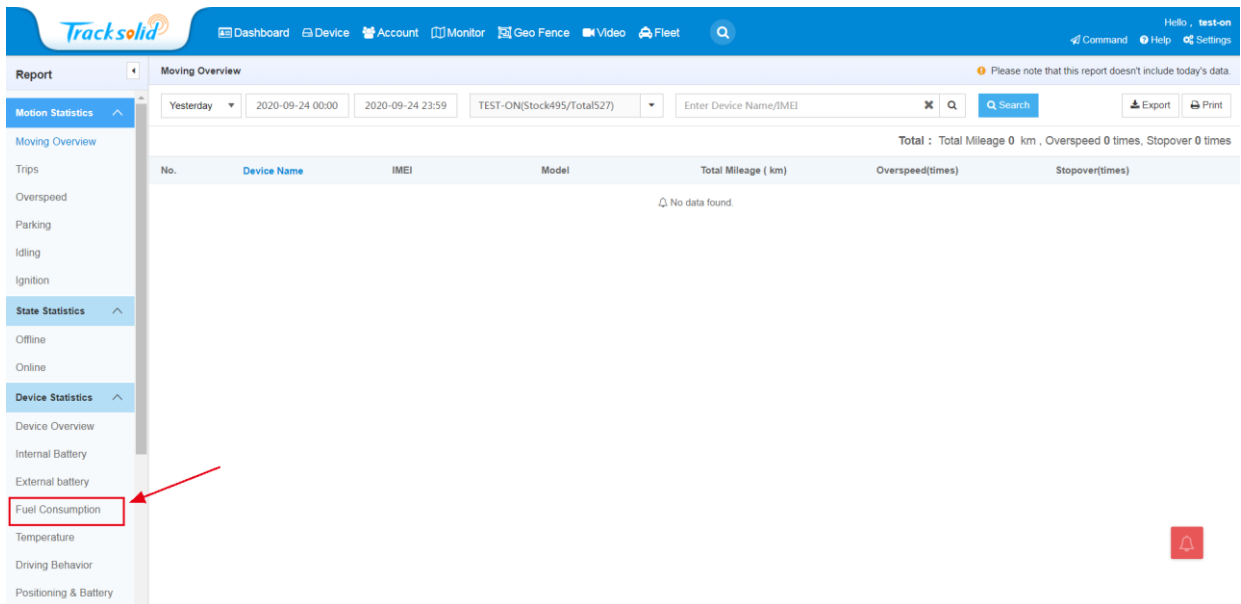 Tracksolid
Dashboard Device Account Monitor Geo Fence Video Fleet
Hello , test-on
Command Help Settings
Report
Moving Overview
Please note that this report doesn't include today's data.
Motion Statistics
Moving Overview
Trips
Overspeed
Parking
Idling
Ignition
State Statistics
Offline
Online
Device Statistics
Device Overview
Internal Battery
External battery
Fuel Consumption
Temperature
Driving Behavior
Positioning & Battery
Yesterday 2020-09-24 00:00 2020-09-24 23:59 TEST-ON(Stock495/Total527) Enter Device Name/IMEI Search Export Print
Total : Total Mileage 0 km , Overspeed 0 times, Stopover 0 times
No. Device Name IMEI Model Total Mileage ( km) Overspeed(times) Stopover(times)
No data found.